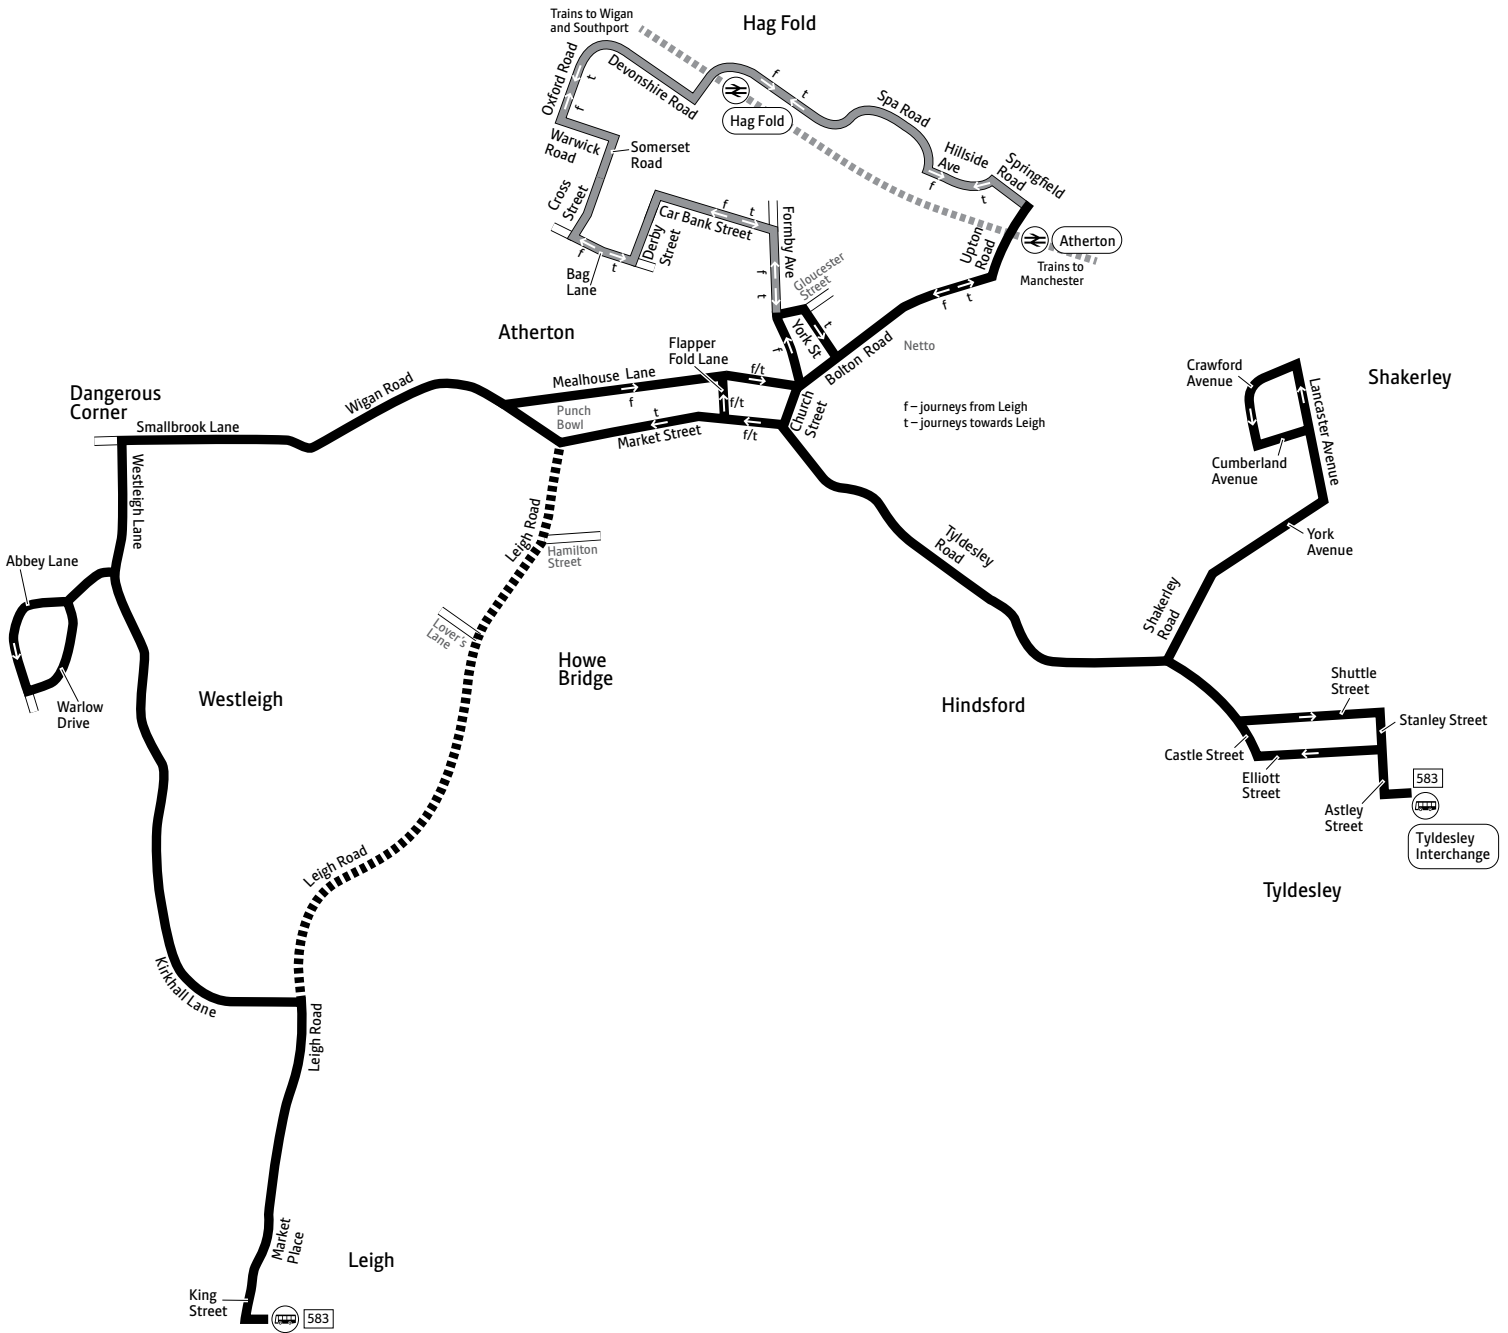 Trains to Wigan
and Southport
Hag Fold
Oxford Road
t
f
Devonshire Road
f
t
Hag Fold
Spa Road
Hillside
Ave
f
t
Springfield
Road
Warwick
Road
Somerset
Road
Cross
Street
f
t
Car Bank Street
Derby
Street
f
t
Bag
Lane
Formby Ave
f
t
Gloucester
Street
Upton
Road
Atherton
Trains to
Manchester
f
t
Atherton
Flapper
Fold Lane
York St
t
f
Bolton Road
Netto
Mealhouse Lane
f
f/t
f/t
Punch
Bowl
t
Market Street
f/t
Church
Street
f – journeys from Leigh
t – journeys towards Leigh
Crawford
Avenue
Shakerley
Lancaster Avenue
Cumberland
Avenue
York
Avenue
Dangerous
Corner
Smallbrook Lane
Wigan Road
Westleigh Lane
Abbey Lane
Warlow
Drive
Westleigh
Leigh Road
Hamilton
Street
Lover's
Lane
Howe
Bridge
Tyldesley
Road
Shakerley
Road
Hindsford
Shuttle
Street
Stanley Street
Castle Street
Elliott
Street
583
Astley
Street
Tyldesley
Interchange
Tyldesley
Leigh Road
Kirkhall Lane
Leigh Road
Market
Place
Leigh
King
Street
583